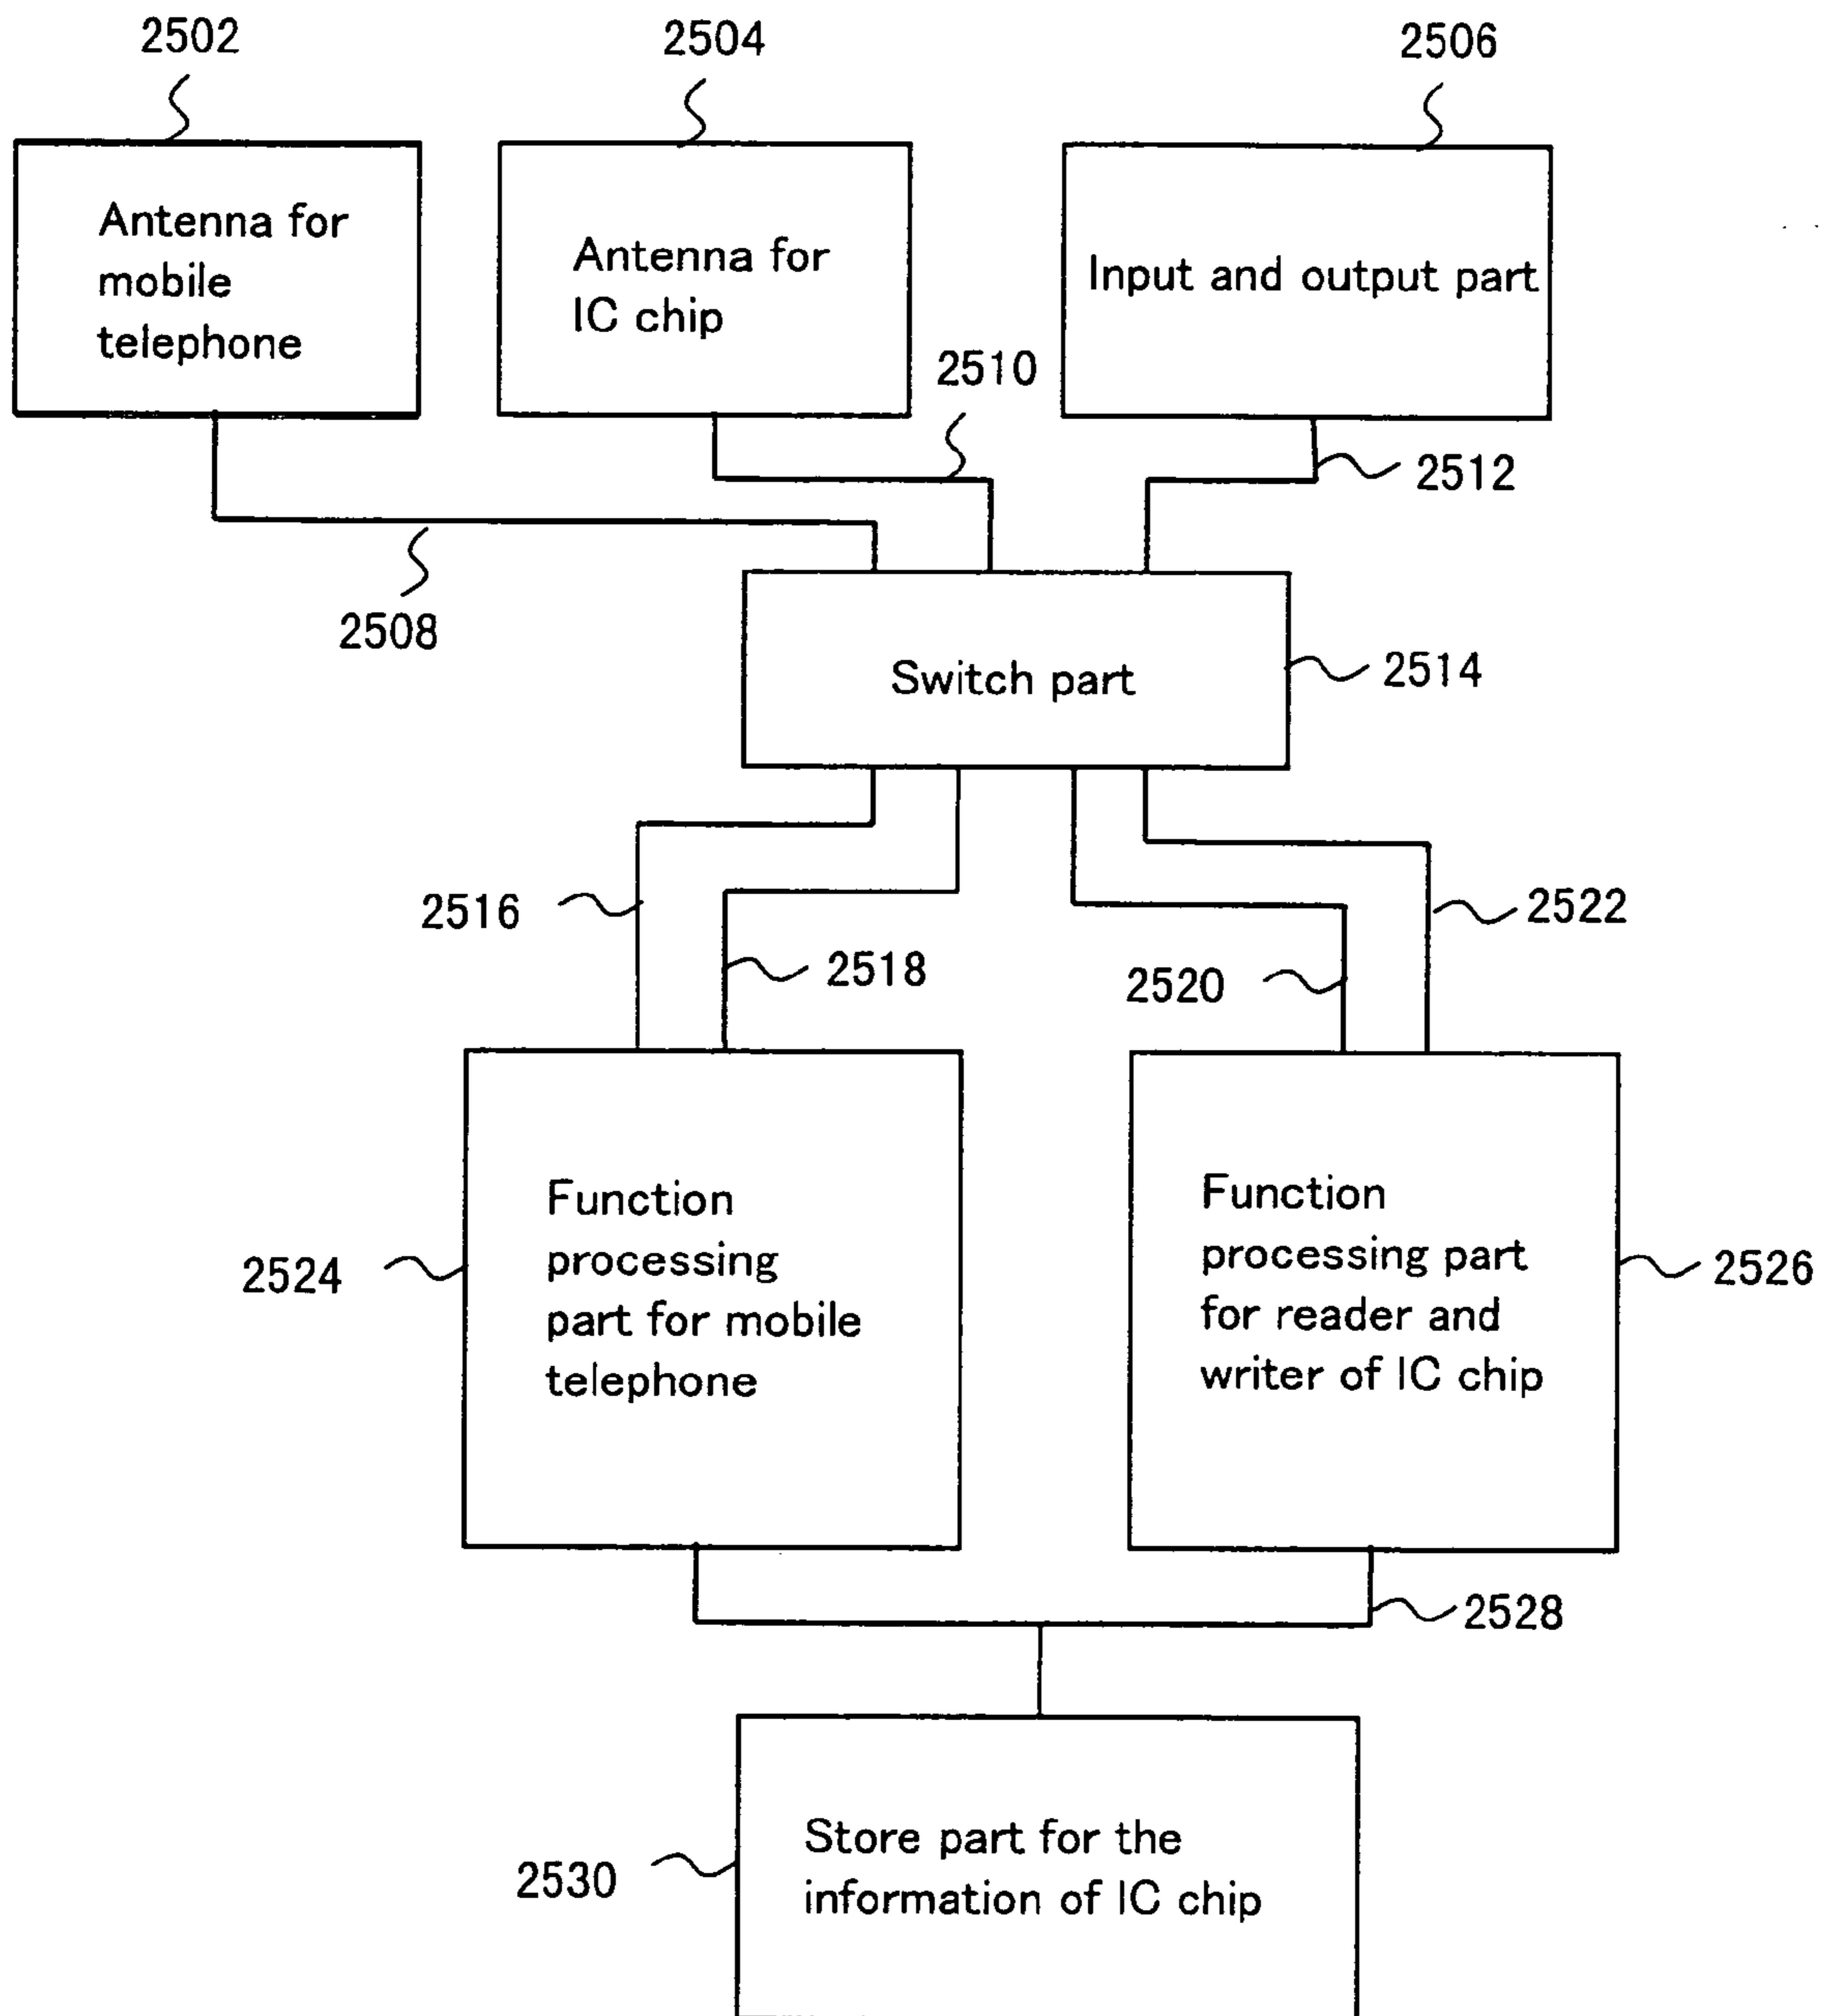 2502
2504
2506
Antenna for
mobile
telephone
Antenna for
IC chip
Input and output part
2510
2512
2508
Switch part
2514
2516
2518
2520
2522
Function
processing
part for mobile
telephone
Function
processing part
for reader and
writer of IC chip
2524
2526
2528
Store part for the
information of IC chip
2530